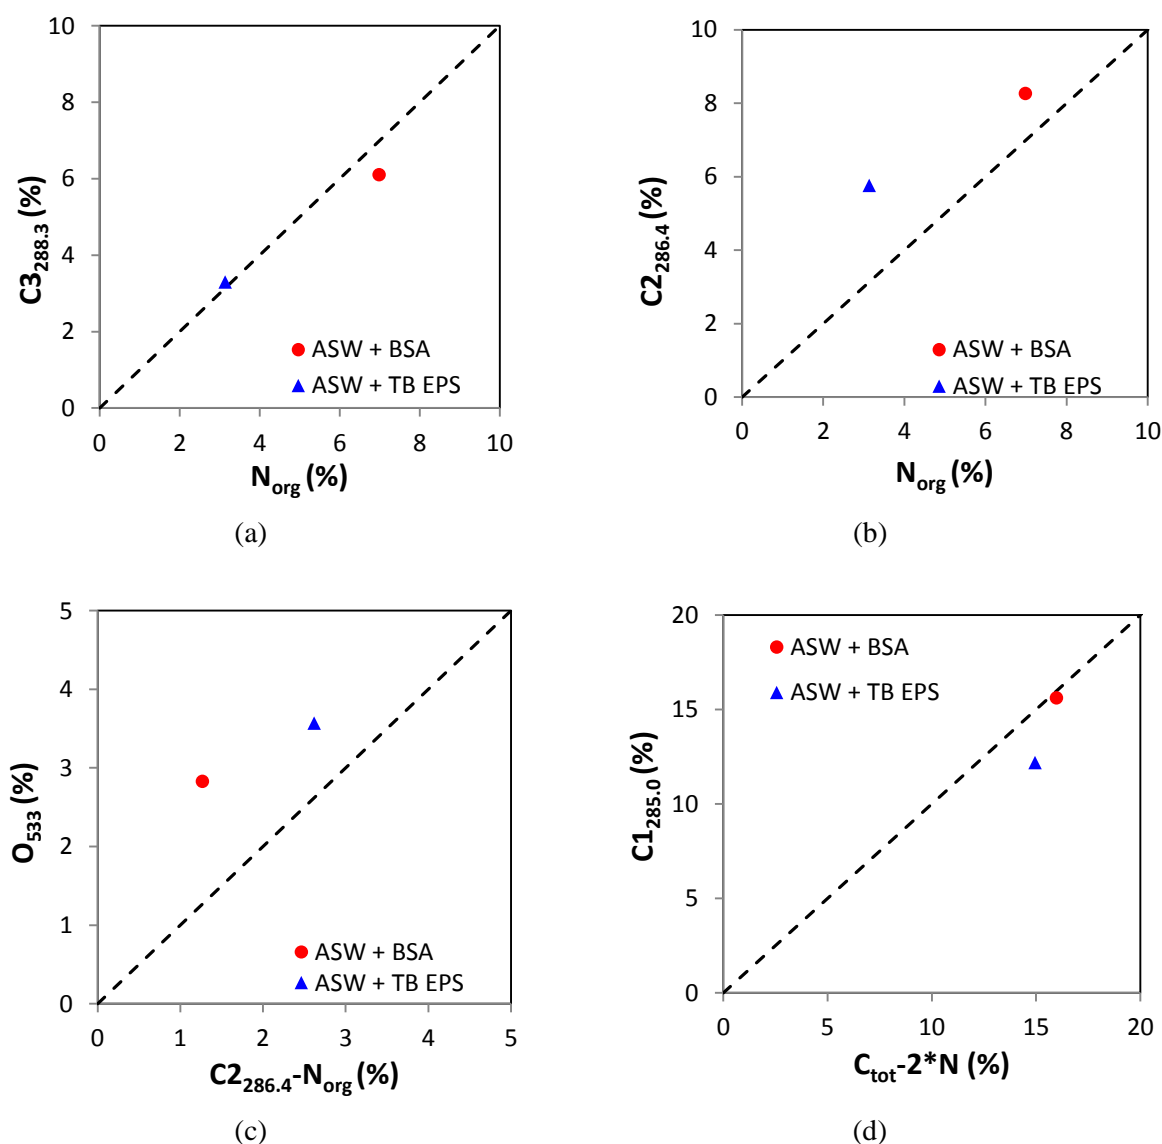 10
8
6
4
2
0
C3288.3 (%)
ASW + BSA
ASW + TB EPS
0 2 4 6 8 10
Norg (%)
(a)
10
8
6
4
2
0
C2286.4 (%)
ASW + BSA
ASW + TB EPS
0 2 4 6 8 10
Norg (%)
(b)
5
4
3
2
1
0
O533 (%)
ASW + BSA
ASW + TB EPS
0 1 2 3 4 5
C2286.4-Norg (%)
(c)
20
15
10
5
0
C1285.0 (%)
ASW + BSA
ASW + TB EPS
0 5 10 15 20
Ctot-2*N (%)
(d)